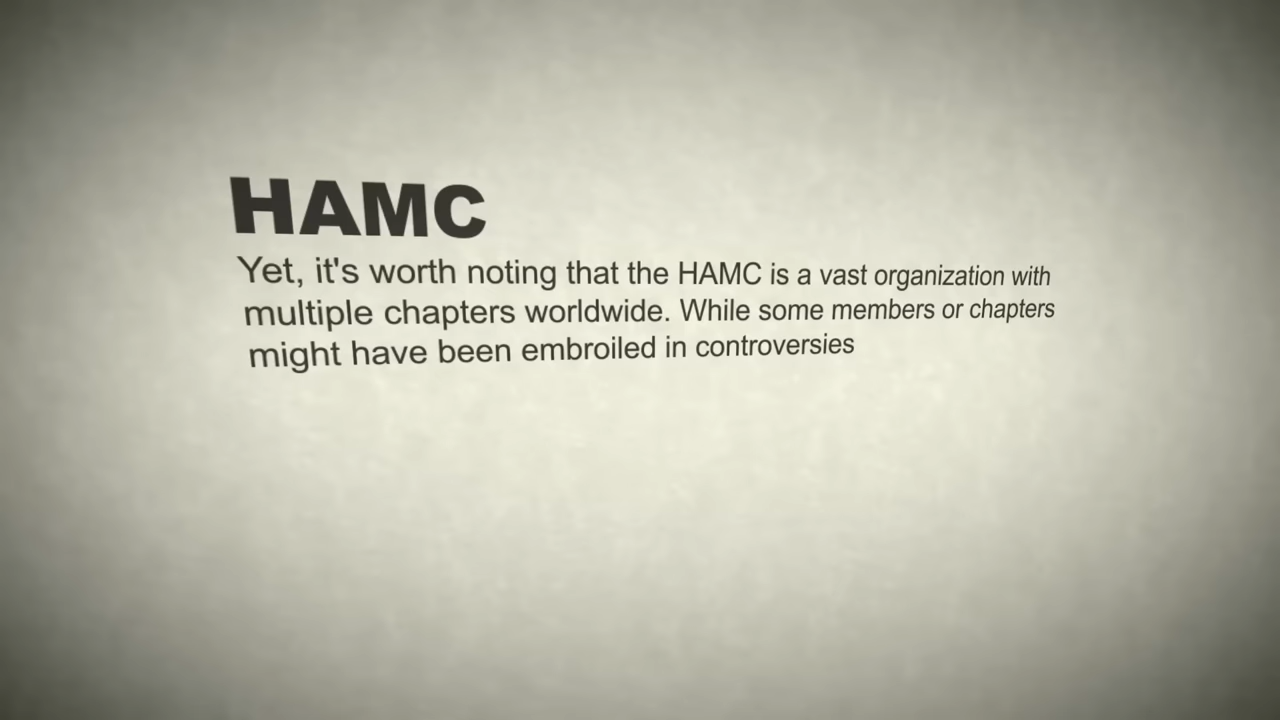 HAMC
Yet, it's worth noting that the HAMC is a vast organization with
multiple chapters worldwide. While some members or chapters
might have been embroiled in controversies